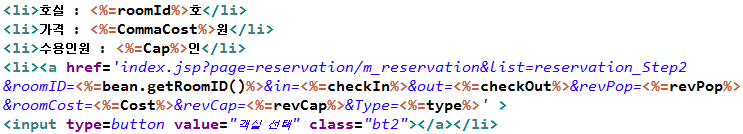 <li>호실 : <%=roomId%>호</li>
<li>가격 : <%=CommaCost%>원</li>
<li>수용인원 : <%=Cap%>인</li>
<li><a href='index.jsp?page=reservation/m_reservation&list=reservation_Step2
&roomID=<%=bean.getRoomID()%>&in=<%=checkIn%>&out=<%=checkOut%>&revPop=<%=revPop%>
&roomCost=<%=Cost%>&revCap=<%=revCap%>&Type=<%=type%>' >
<input type=button value="객실 선택" class="bt2"></a></li>